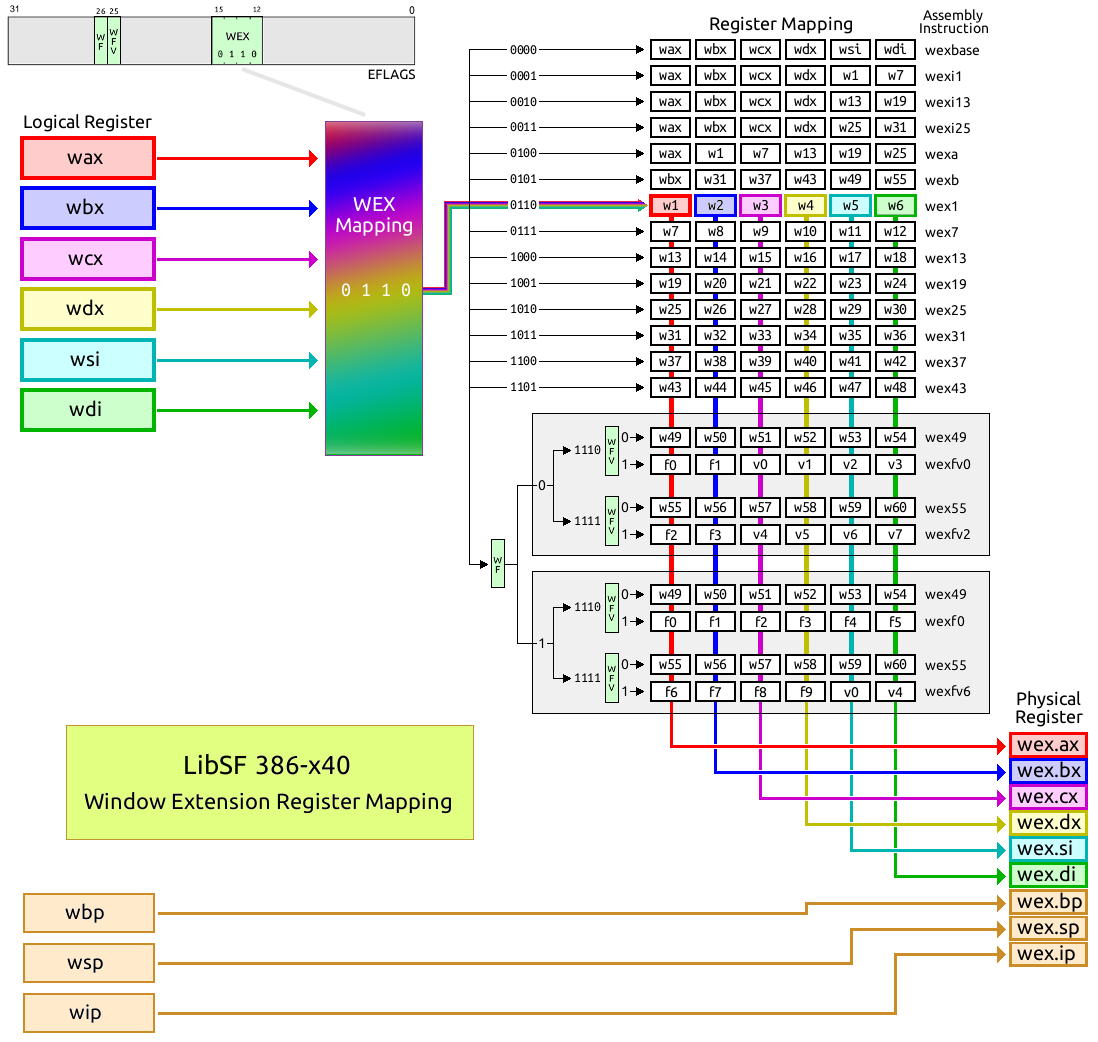 31 26 25 15 12 0
WF WFV WEX
0 1 1 0
EFLAGS
Register Mapping
Assembly
Instruction
0000 wax wbx wcx wdx wsi wdi wexbase
0001 wax wbx wcx wdx w1 w7 wexi1
0010 wax wbx wcx wdx w13 w19 wexi13
0011 wax wbx wcx wdx w25 w31 wexi25
0100 wax w1 w7 w13 w19 w25 wexa
0101 wbx w31 w37 w43 w49 w55 wexb
0110 w1 w2 w3 w4 w5 w6 wex1
0111 w7 w8 w9 w10 w11 w12 wex7
1000 w13 w14 w15 w16 w17 w18 wex13
1001 w19 w20 w21 w22 w23 w24 wex19
1010 w25 w26 w27 w28 w29 w30 wex25
1011 w31 w32 w33 w34 w35 w36 wex31
1100 w37 w38 w39 w40 w41 w42 wex37
1101 w43 w44 w45 w46 w47 w48 wex43
Logical Register
wax
wbx
wcx
wdx
wsi
wdi
WEX
Mapping
0 1 1 0
WF
0
1110 WFV
0 w49 w50 w51 w52 w53 w54 wex49
1 f0 f1 v0 v1 v2 v3 wexfv0
1111 WFV
0 w55 w56 w57 w58 w59 w60 wex55
1 f2 f3 v4 v5 v6 v7 wexfv2
1
1110 WFV
0 w49 w50 w51 w52 w53 w54 wex49
1 f0 f1 f2 f3 f4 f5 wexf0
1111 WFV
0 w55 w56 w57 w58 w59 w60 wex55
1 f6 f7 f8 f9 v0 v4 wexfv6
LibSF 386-x40
Window Extension Register Mapping
Physical
Register
wex.ax
wex.bx
wex.cx
wex.dx
wex.si
wex.di
wex.bp
wex.sp
wex.ip
wbp
wsp
wip